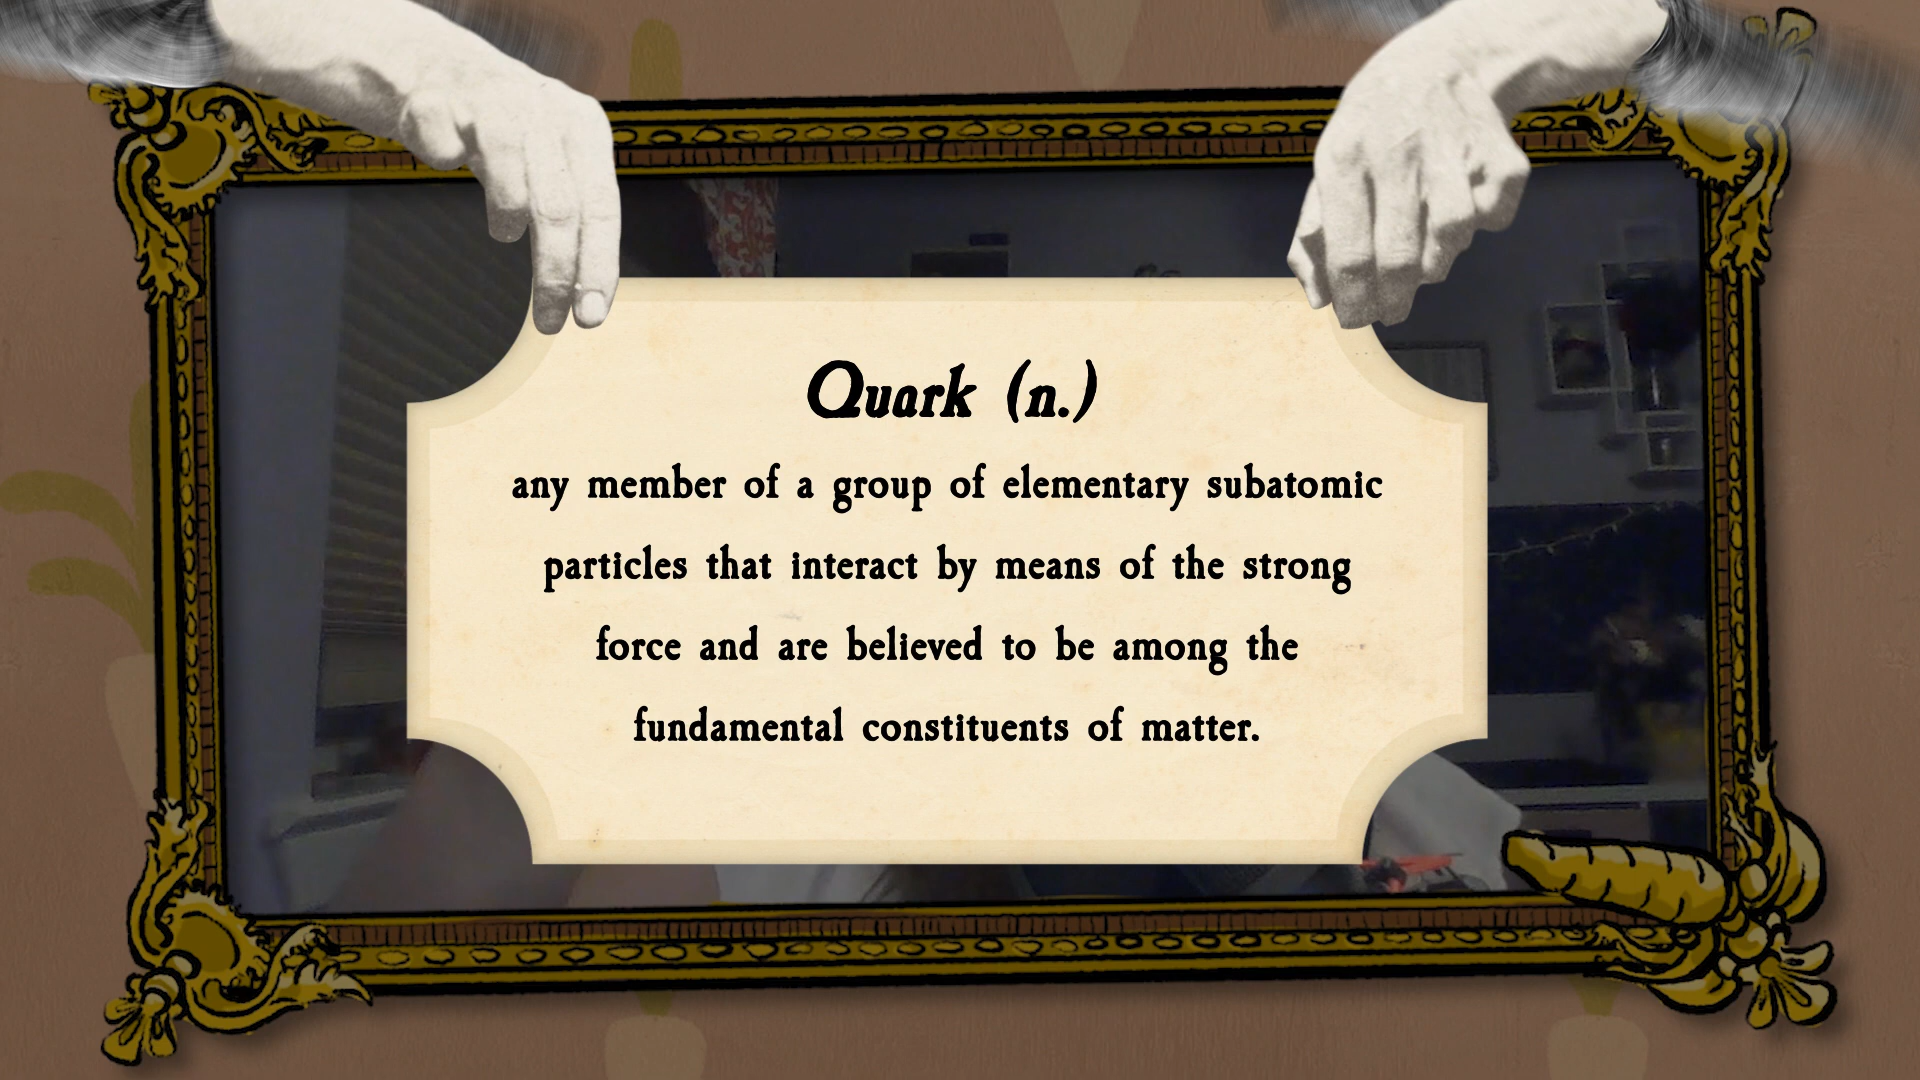 Quark (n.)
any member of a group of elementary subatomic
particles that interact by means of the strong
force and are believed to be among the
fundamental constituents of matter.